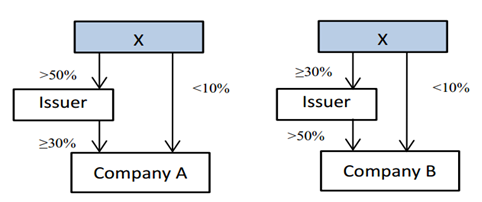 X
>50%
<10%
Issuer
≥30%
Company A
X
≥30%
<10%
Issuer
>50%
Company B